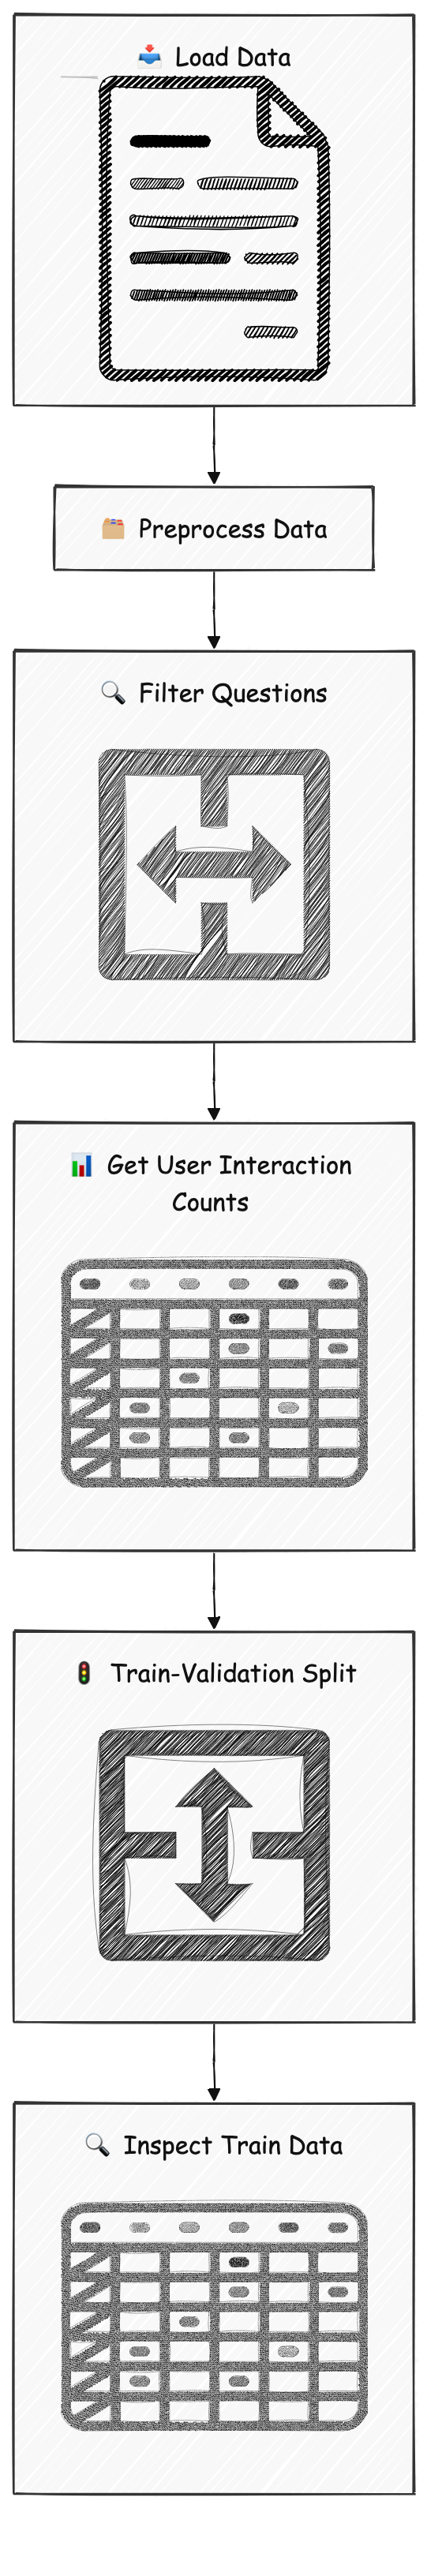 📥 Load Data
🗂️ Preprocess Data
🔍 Filter Questions
📊 Get User Interaction
Counts
🚦 Train-Validation Split
🔍 Inspect Train Data